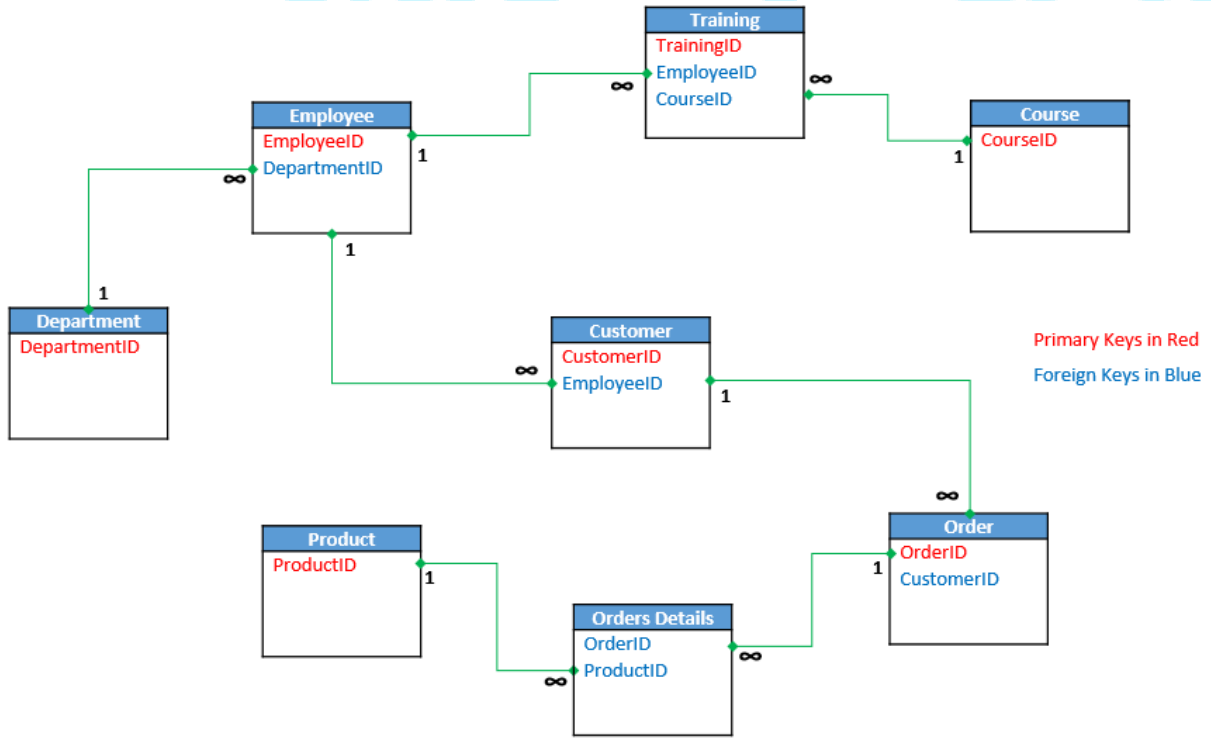 Training
TrainingID
EmployeeID
CourseID
∞
∞
Employee
EmployeeID
DepartmentID
1
∞
1
Course
CourseID
1
1
Department
DepartmentID
Customer
CustomerID
EmployeeID
∞
1
Primary Keys in Red
Foreign Keys in Blue
∞
Order
OrderID
CustomerID
1
Product
ProductID
1
Orders Details
OrderID
ProductID
∞
∞